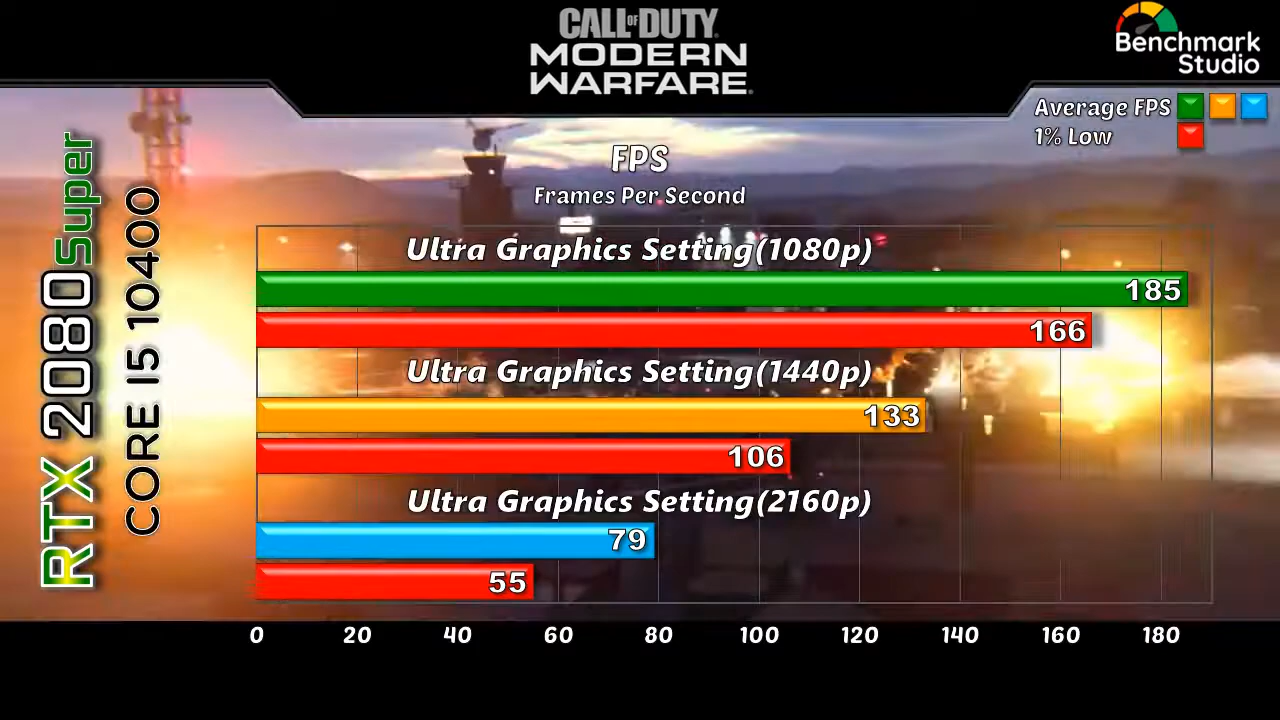 CALL OF DUTY
MODERN
WARFARE
Benchmark
Studio
Average FPS
1% Low
RTX 2080 Super
CORE I5 10400
FPS
Frames Per Second
Ultra Graphics Setting(1080p)
185
166
Ultra Graphics Setting(1440p)
133
106
Ultra Graphics Setting(2160p)
79
55
0 20 40 60 80 100 120 140 160 180